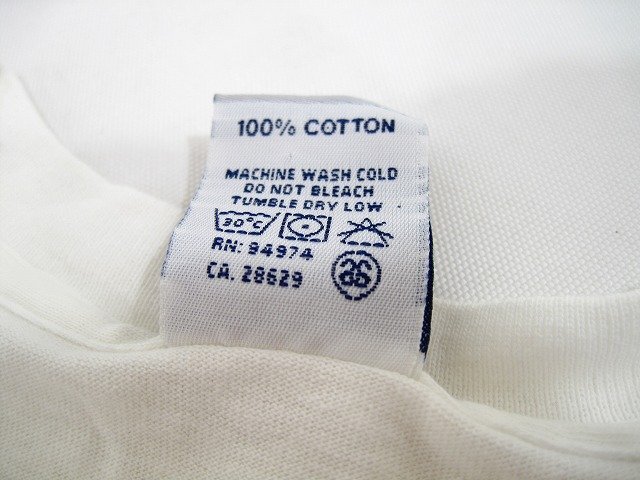 100% COTTON
MACHINE WASH COLD
DO NOT BLEACH
TUMBLE DRY LOW
30°C
RN: 94974
CA. 28629